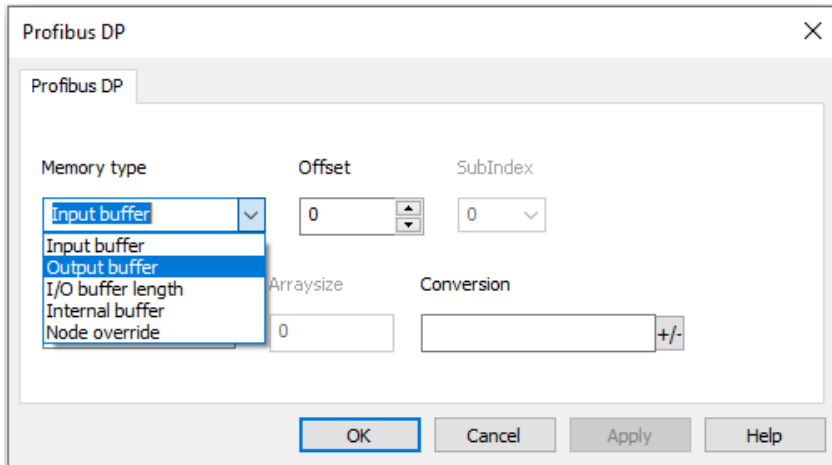 Profibus DP
Profibus DP
Memory type Offset SubIndex
Input buffer 0 0
Input buffer
Output buffer
I/O buffer length
Internal buffer
Node override
Arraysize Conversion
0 +/-
OK Cancel Apply Help